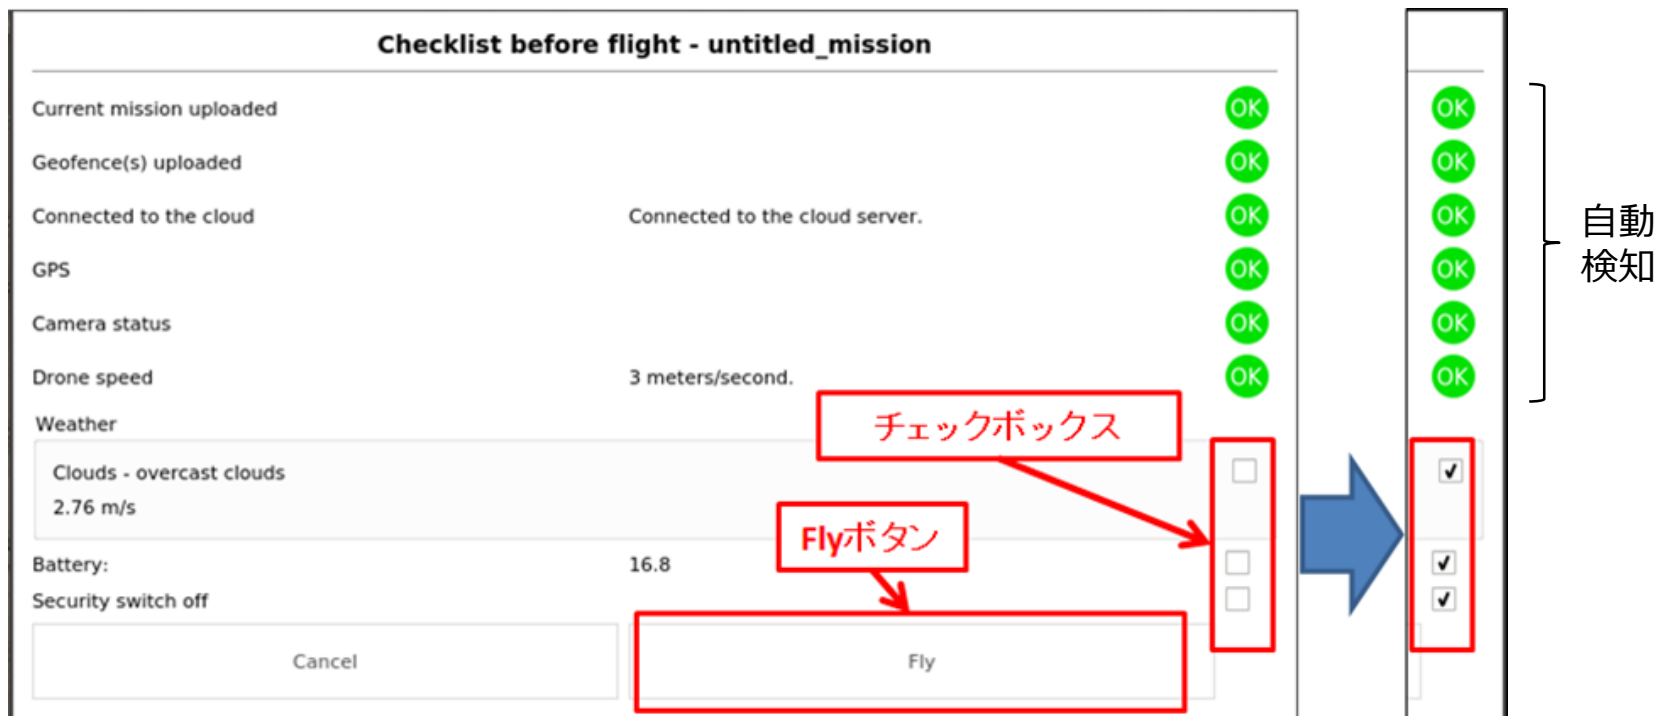 Checklist before flight - untitled_mission
Current mission uploaded OK OK
Geofence(s) uploaded OK OK
Connected to the cloud Connected to the cloud server. OK OK
GPS OK OK
Camera status OK OK
Drone speed 3 meters/second. OK OK
自動
検知
Weather
チェックボックス
Clouds - overcast clouds
2.76 m/s
Flyボタン
Battery: 16.8
Security switch off
Cancel Fly